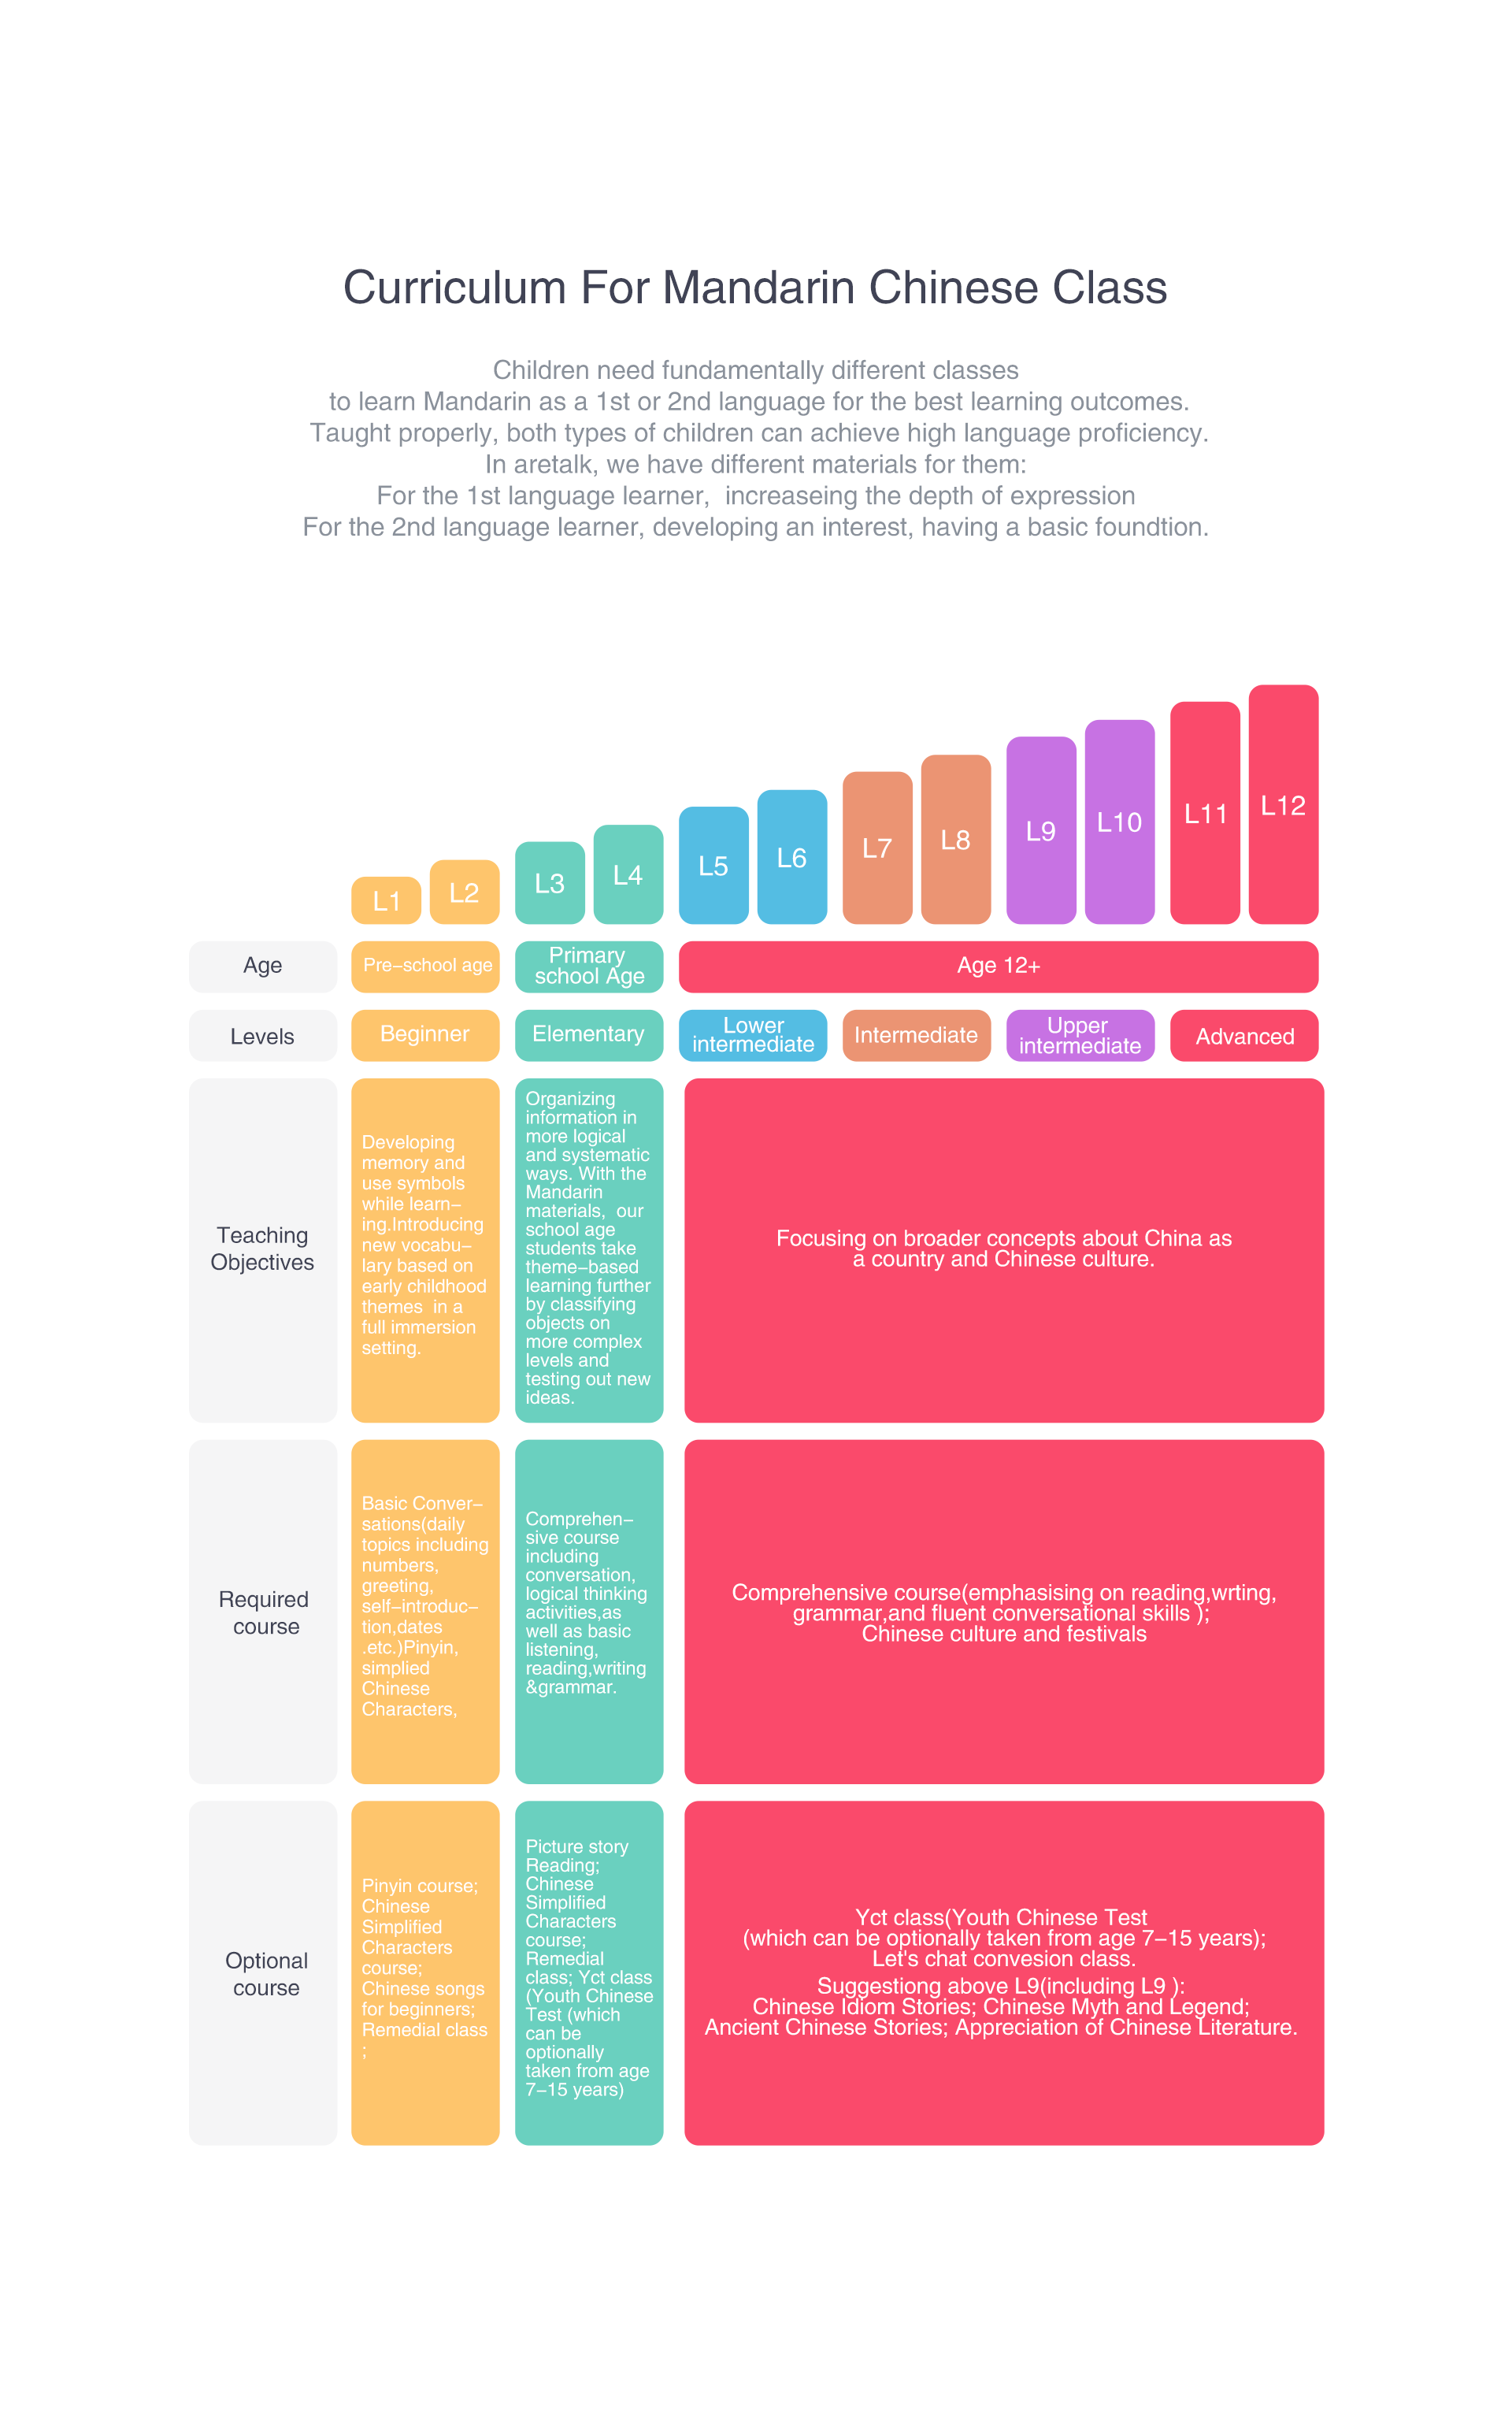 Curriculum For Mandarin Chinese Class
Children need fundamentally different classes
to learn Mandarin as a 1st or 2nd language for the best learning outcomes.
Taught properly, both types of children can achieve high language proficiency.
In aretalk, we have different materials for them:
For the 1st language learner,  increaseing the depth of expression
For the 2nd language learner, developing an interest, having a basic foundtion.
L1
L2
L3
L4
L5
L6
L7
L8
L9
L10
L11
L12
Age
Pre-school age
Primary
school Age
Age 12+
Levels
Beginner
Elementary
Lower
intermediate
Intermediate
Upper
intermediate
Advanced
Teaching
Objectives
Developing
memory and
use symbols
while learn-
ing.Introducing
new vocabu-
lary based on
early childhood
themes  in a
full immersion
setting.
Organizing
information in
more logical
and systematic
ways. With the
Mandarin
materials,  our
school age
students take
theme-based
learning further
by classifying
objects on
more complex
levels and
testing out new
ideas.
Focusing on broader concepts about China as
a country and Chinese culture.
Required
course
Basic Conver-
sations(daily
topics including
numbers,
greeting,
self-introduc-
tion,dates
.etc.)Pinyin,
simplied
Chinese
Characters,
Comprehen-
sive course
including
conversation,
logical thinking
activities,as
well as basic
listening,
reading,writing
&grammar.
Comprehensive course(emphasising on reading,wrting,
grammar,and fluent conversational skills );
Chinese culture and festivals
Optional
course
Pinyin course;
Chinese
Simplified
Characters
course;
Chinese songs
for beginners;
Remedial class
;
Picture story
Reading;
Chinese
Simplified
Characters
course;
Remedial
class; Yct class
(Youth Chinese
Test (which
can be
optionally
taken from age
7-15 years)
Yct class(Youth Chinese Test
(which can be optionally taken from age 7-15 years);
Let's chat convesion class.
Suggestiong above L9(including L9 ):
Chinese Idiom Stories; Chinese Myth and Legend;
Ancient Chinese Stories; Appreciation of Chinese Literature.